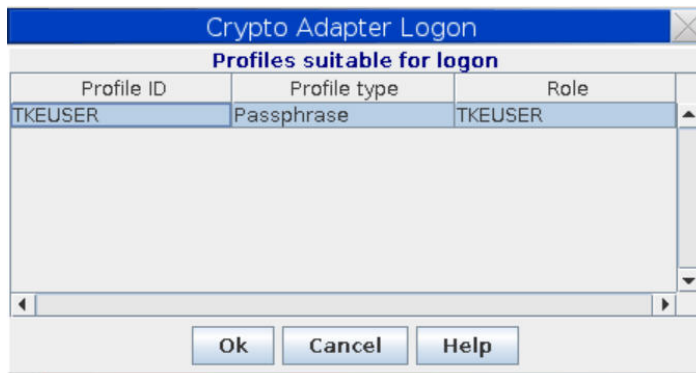 Crypto Adapter Logon
Profiles suitable for logon
Profile ID Profile type Role
TKEUSER Passphrase TKEUSER
Ok Cancel Help